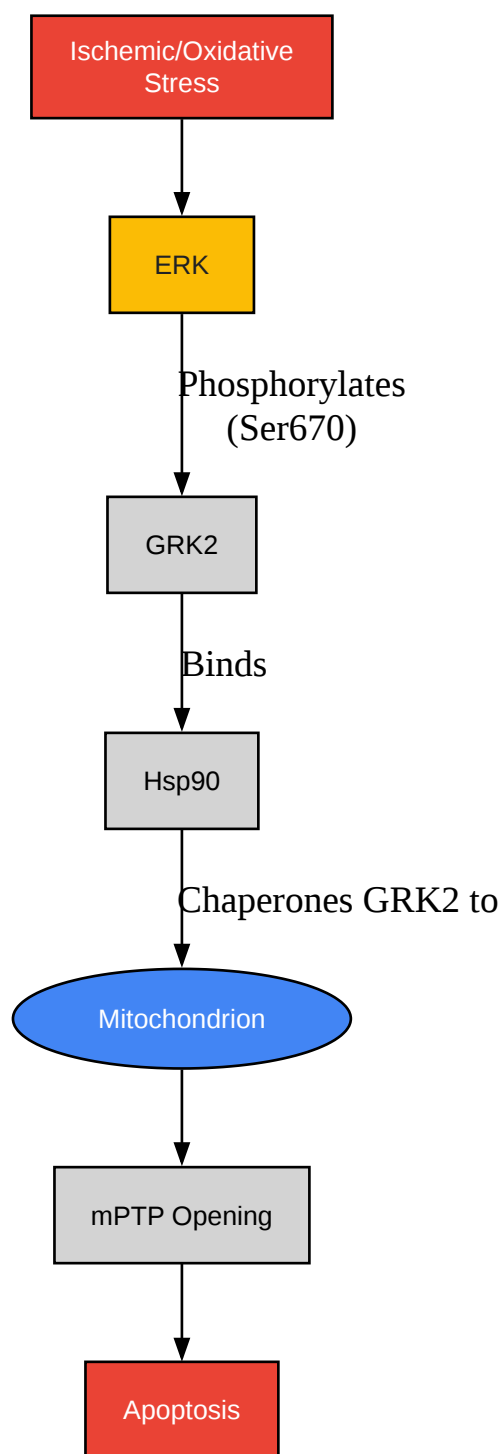 Ischemic/Oxidative
Stress
ERK
Phosphorylates
(Ser670)
GRK2
Binds
Hsp90
Chaperones GRK2 to
Mitochondrion
mPTP Opening
Apoptosis